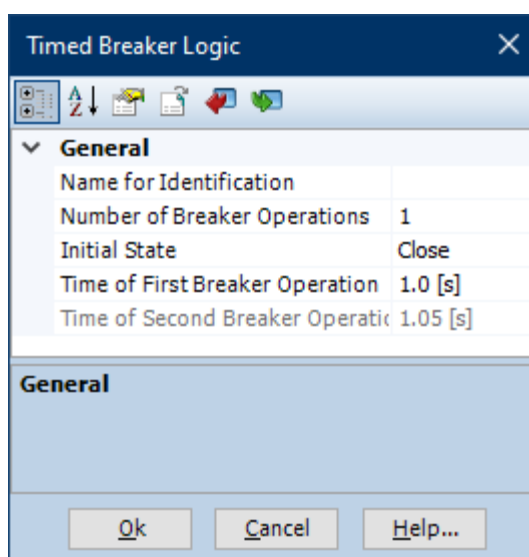 Timed Breaker Logic
General
Name for Identification
Number of Breaker Operations 1
Initial State Close
Time of First Breaker Operation 1.0 [s]
Time of Second Breaker Operatic 1.05 [s]
General
Ok Cancel Help...